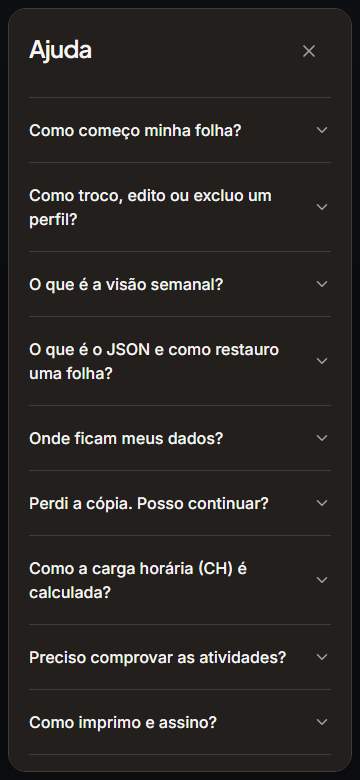 Ajuda
Como começo minha folha?
Como troco, edito ou excluo um
perfil?
O que é a visão semanal?
O que é o JSON e como restauro
uma folha?
Onde ficam meus dados?
Perdi a cópia. Posso continuar?
Como a carga horária (CH) é
calculada?
Preciso comprovar as atividades?
Como imprimo e assino?